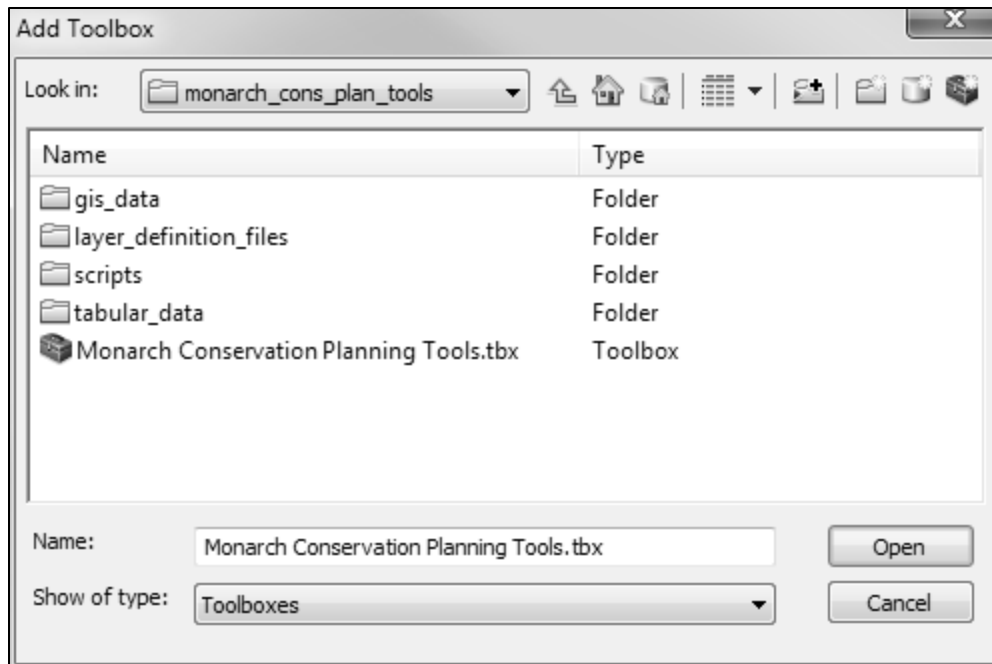 Add Toolbox
Look in: monarch_cons_plan_tools
Name Type
gis_data Folder
layer_definition_files Folder
scripts Folder
tabular_data Folder
Monarch Conservation Planning Tools.tbx Toolbox
Name: Monarch Conservation Planning Tools.tbx Open
Show of type: Toolboxes Cancel